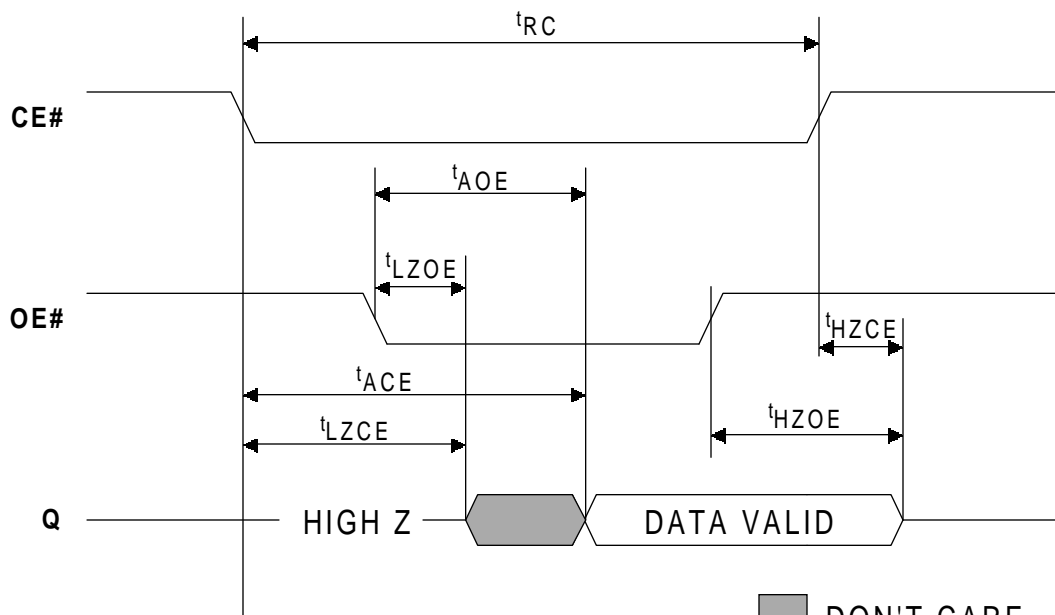 tRC
CE#
tAOE
tLZOE
OE#
tHZCE
tACE
tHZOE
tLZCE
Q
HIGH Z
DATA VALID
DON'T CARE